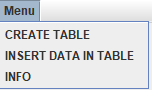 Menu
CREATE TABLE
INSERT DATA IN TABLE
INFO